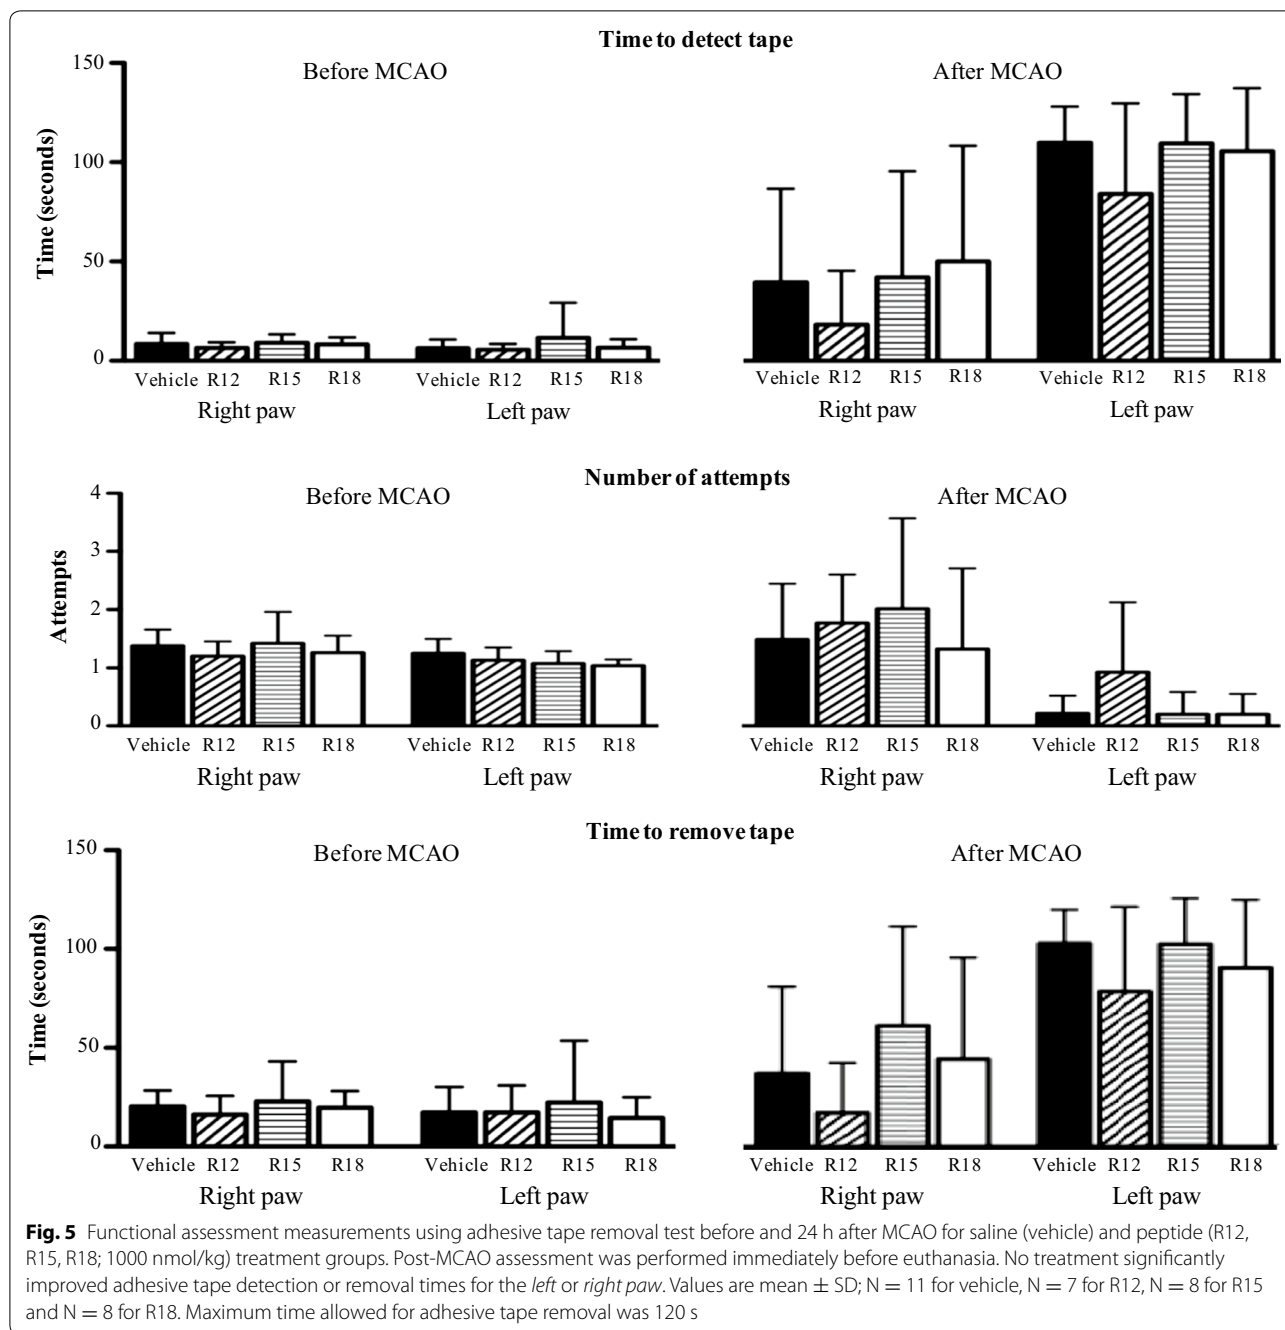 Time to detect tape
Before MCAO
After MCAO
Time (seconds)
150
100
50
0
Vehicle R12 R15 R18 Vehicle R12 R15 R18 Vehicle R12 R15 R18 Vehicle R12 R15 R18
Right paw Left paw Right paw Left paw
Number of attempts
Before MCAO
After MCAO
Attempts
4
3
2
1
0
Vehicle R12 R15 R18 Vehicle R12 R15 R18 Vehicle R12 R15 R18 Vehicle R12 R15 R18
Right paw Left paw Right paw Left paw
Time to remove tape
Before MCAO
After MCAO
Time (seconds)
150
100
50
0
Vehicle R12 R15 R18 Vehicle R12 R15 R18 Vehicle R12 R15 R18 Vehicle R12 R15 R18
Right paw Left paw Right paw Left paw
Fig. 5 Functional assessment measurements using adhesive tape removal test before and 24 h after MCAO for saline (vehicle) and peptide (R12,
R15, R18; 1000 nmol/kg) treatment groups. Post-MCAO assessment was performed immediately before euthanasia. No treatment significantly
improved adhesive tape detection or removal times for the left or right paw. Values are mean ± SD; N = 11 for vehicle, N = 7 for R12, N = 8 for R15
and N = 8 for R18. Maximum time allowed for adhesive tape removal was 120 s